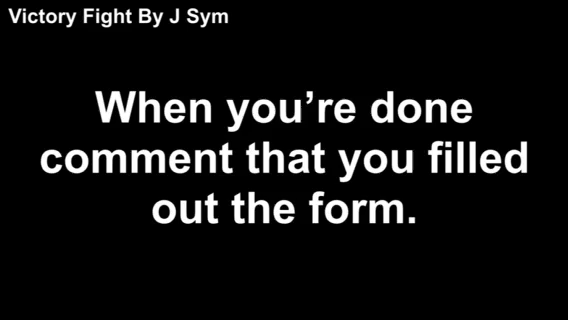 Victory Fight By J Sym
When you’re done
comment that you filled
out the form.